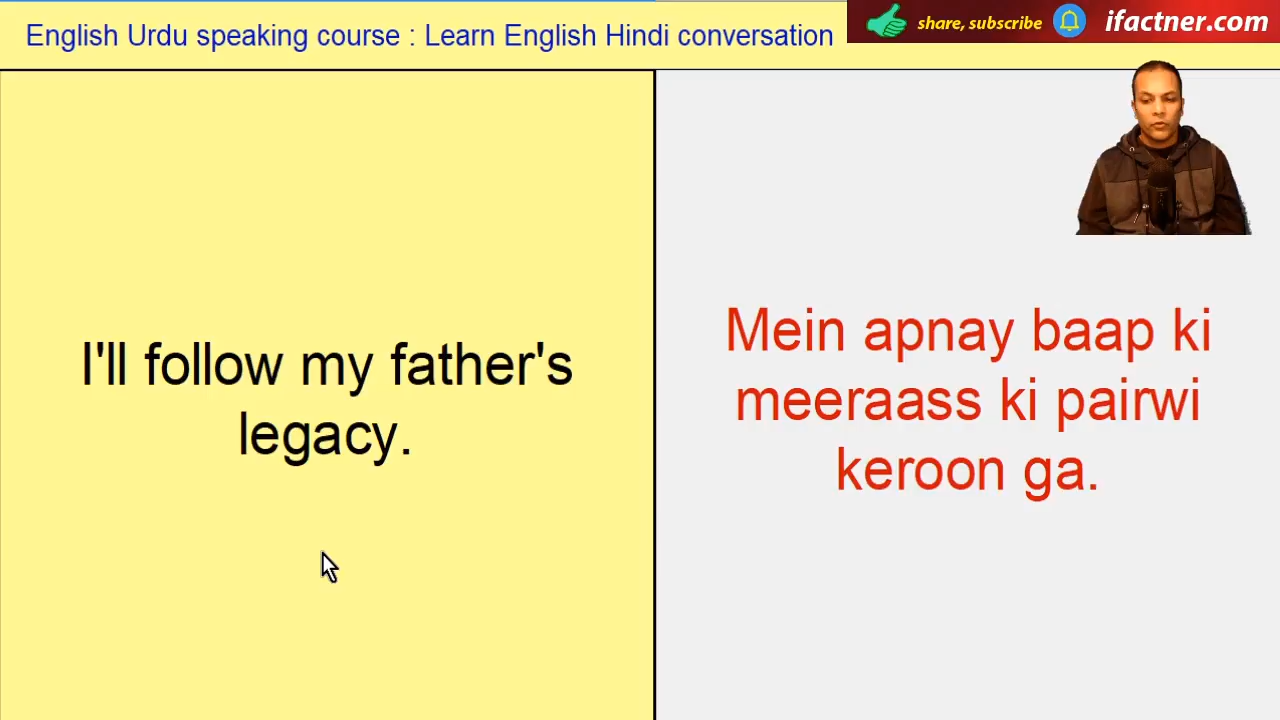 English Urdu speaking course : Learn English Hindi conversation
share, subscribe
ifactner.com
I'll follow my father's
legacy.
Mein apnay baap ki
meeraass ki pairwi
keroon ga.